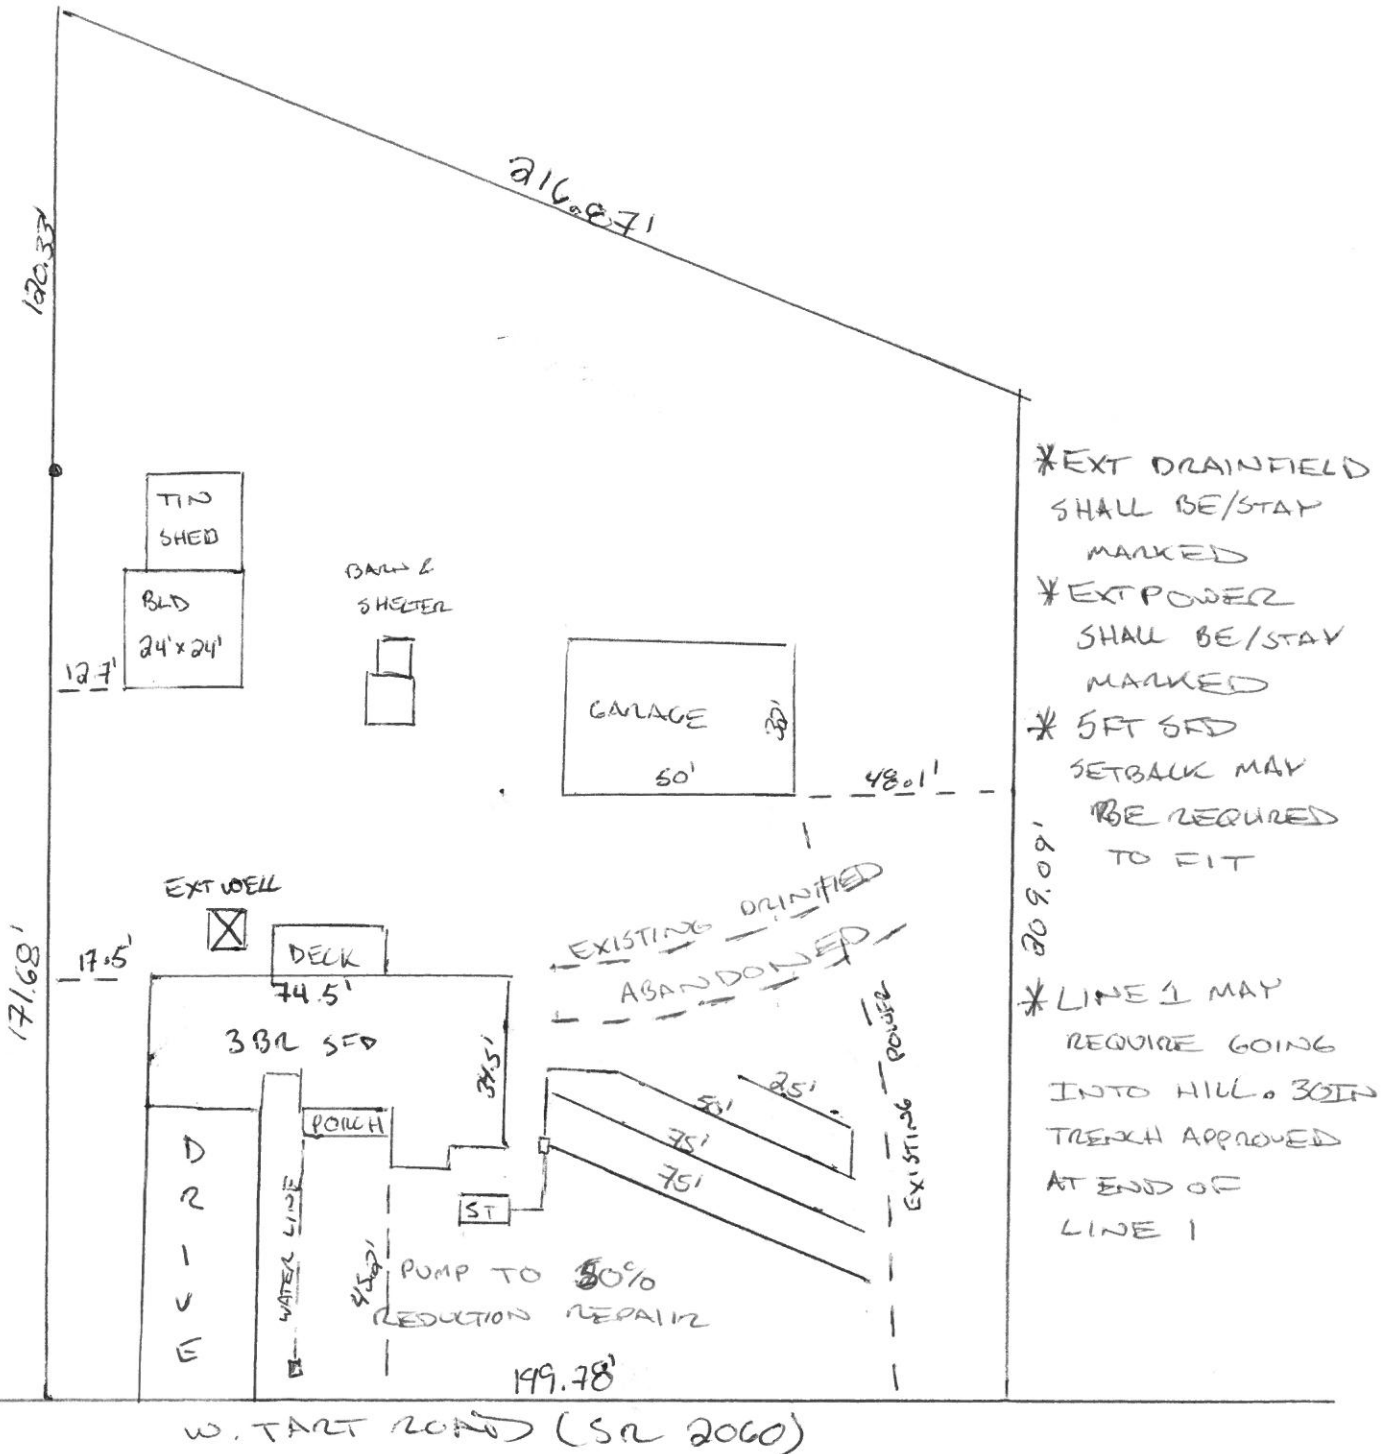 216.87'
120.33'
TIN
SHED
BLD
24'x24'
12.7'
BARN &
SHELTER
GARAGE
30'
50'
48.1'
*EXT DRAINFIELD
SHALL BE/STAY
MARKED
*EXT POWER
SHALL BE/STAY
MARKED
* 5FT SFD
SETBACK MAY
BE REQUIRED
TO FIT
209.09'
*LINE 1 MAY
REQUIRE GOING
INTO HILL. 30IN
TRENCH APPROVED
AT END OF
LINE 1
EXT WELL
171.68'
17.5'
DECK
74.5'
3BR SFD
34.5'
EXISTING DRINFIED
ABANDONED
EXISTING POWER
25'
50'
75'
75'
PORCH
DRIVE
WATER LINE
ST
PUMP TO 50%
REDUCTION REPAIR
199.78'
W. TART ROAD (SR 2060)